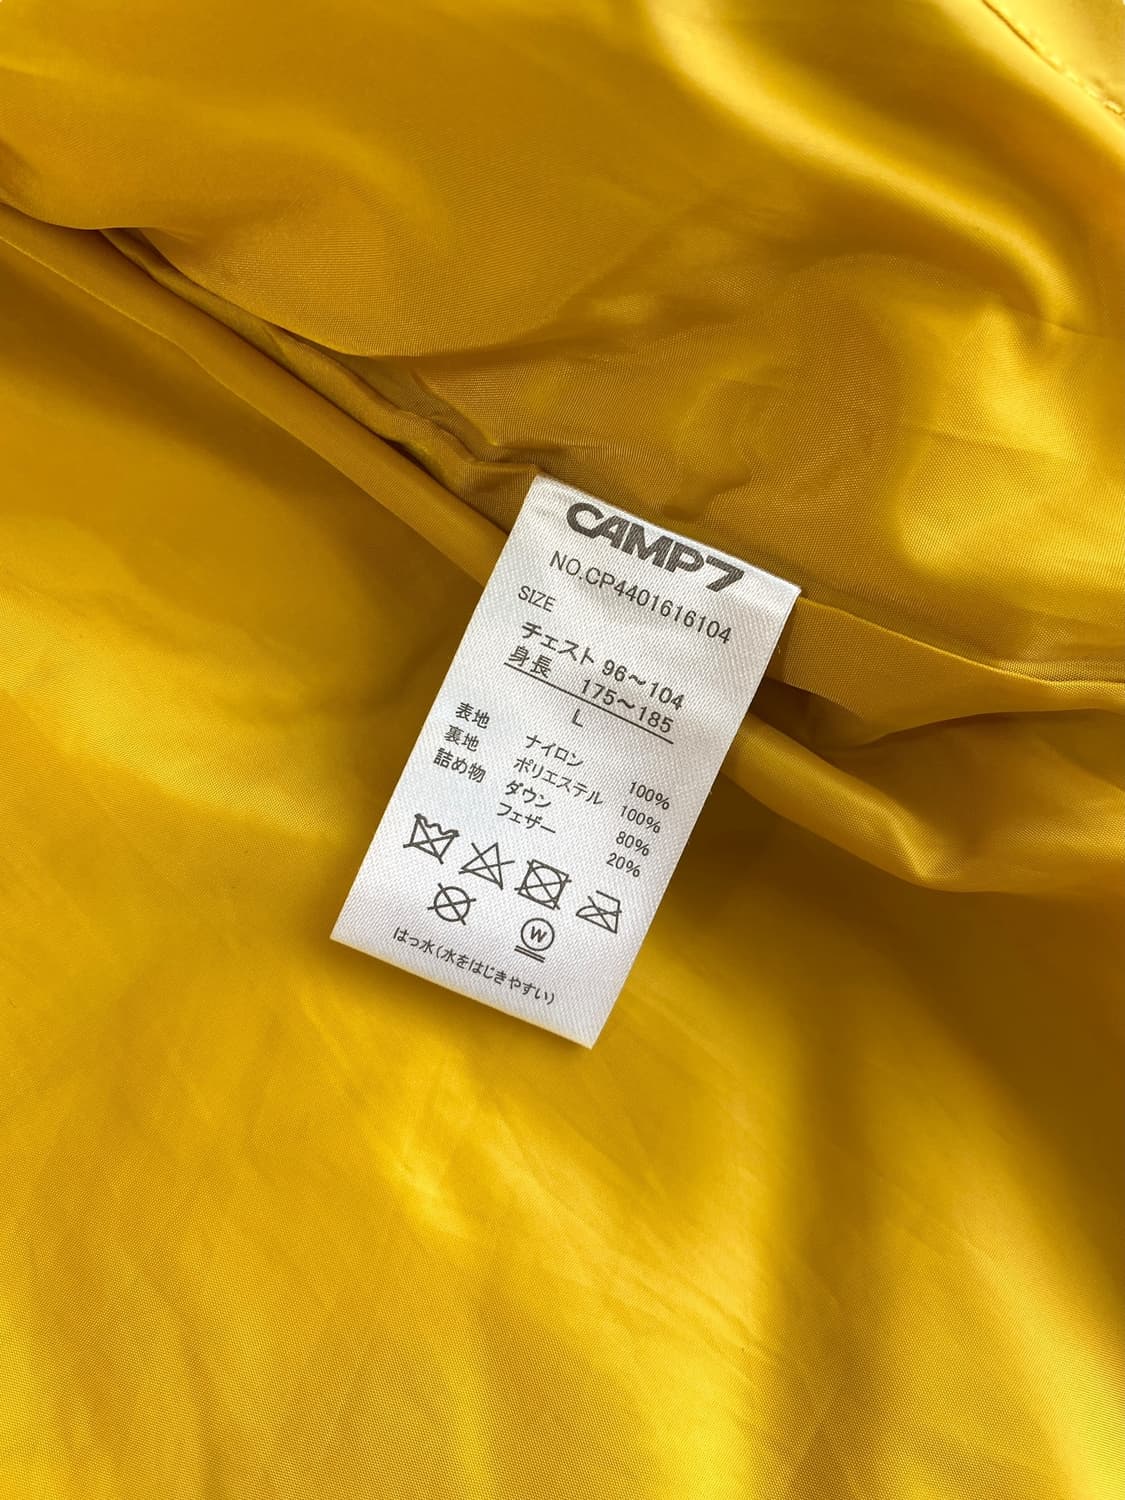 CAMP7
NO.CP4401616104
SIZE
チェスト 96～104
身長 175～185
L
表地 ナイロン 100%
裏地 ポリエステル 100%
詰め物 ダウン 80%
フェザー 20%
W
はっ水(水をはじきやすい)